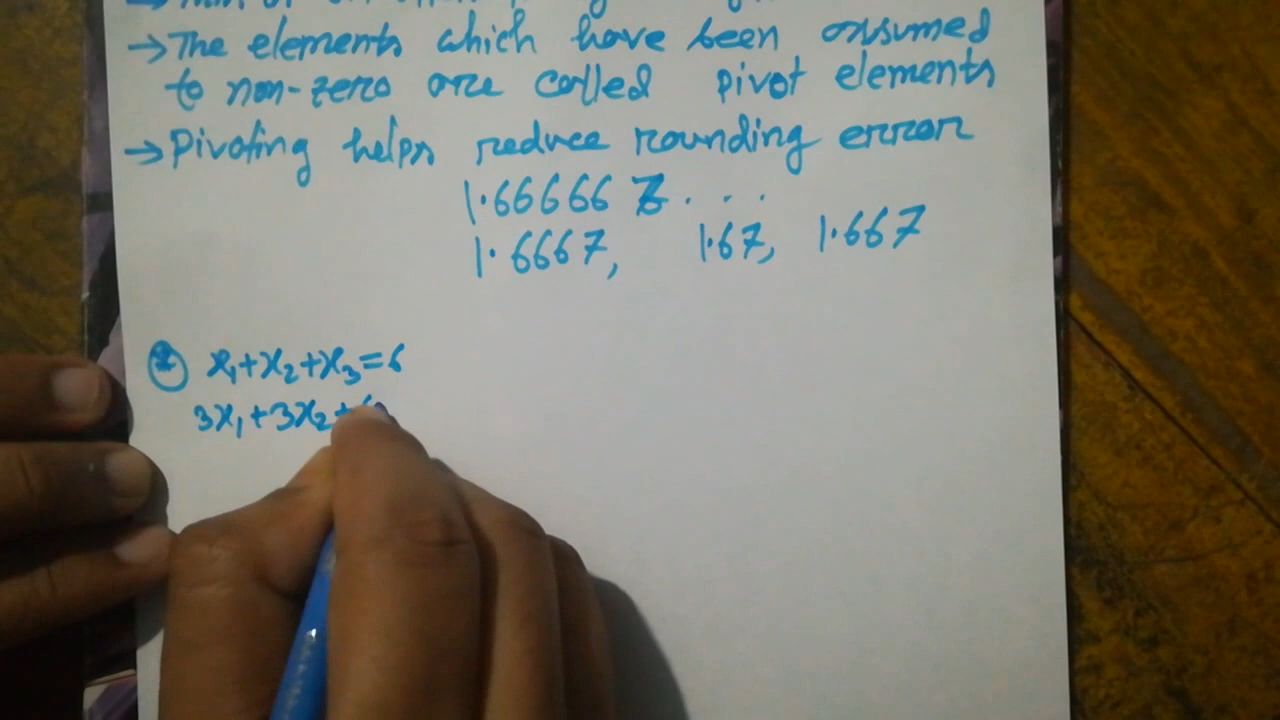 → The elements which have been assumed
to non-zero are called pivot elements
→ Pivoting helps reduce rounding error
1.66666 7. . . .
1.6667, 1.67, 1.667
x₁+x₂+x₃=6
3x₁+3x₂+